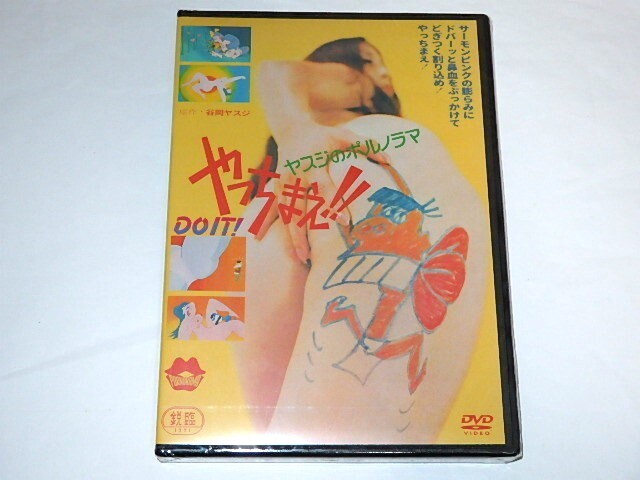 サーモンピンクの膨らみに
ドバーッと鼻血をぶっかけて
どぎつく割り込め!
やっちまえ!
原作・谷岡ヤスジ
ヤスジのポルノラマ
やっちまえ!!
DO IT!
DVD
VIDEO